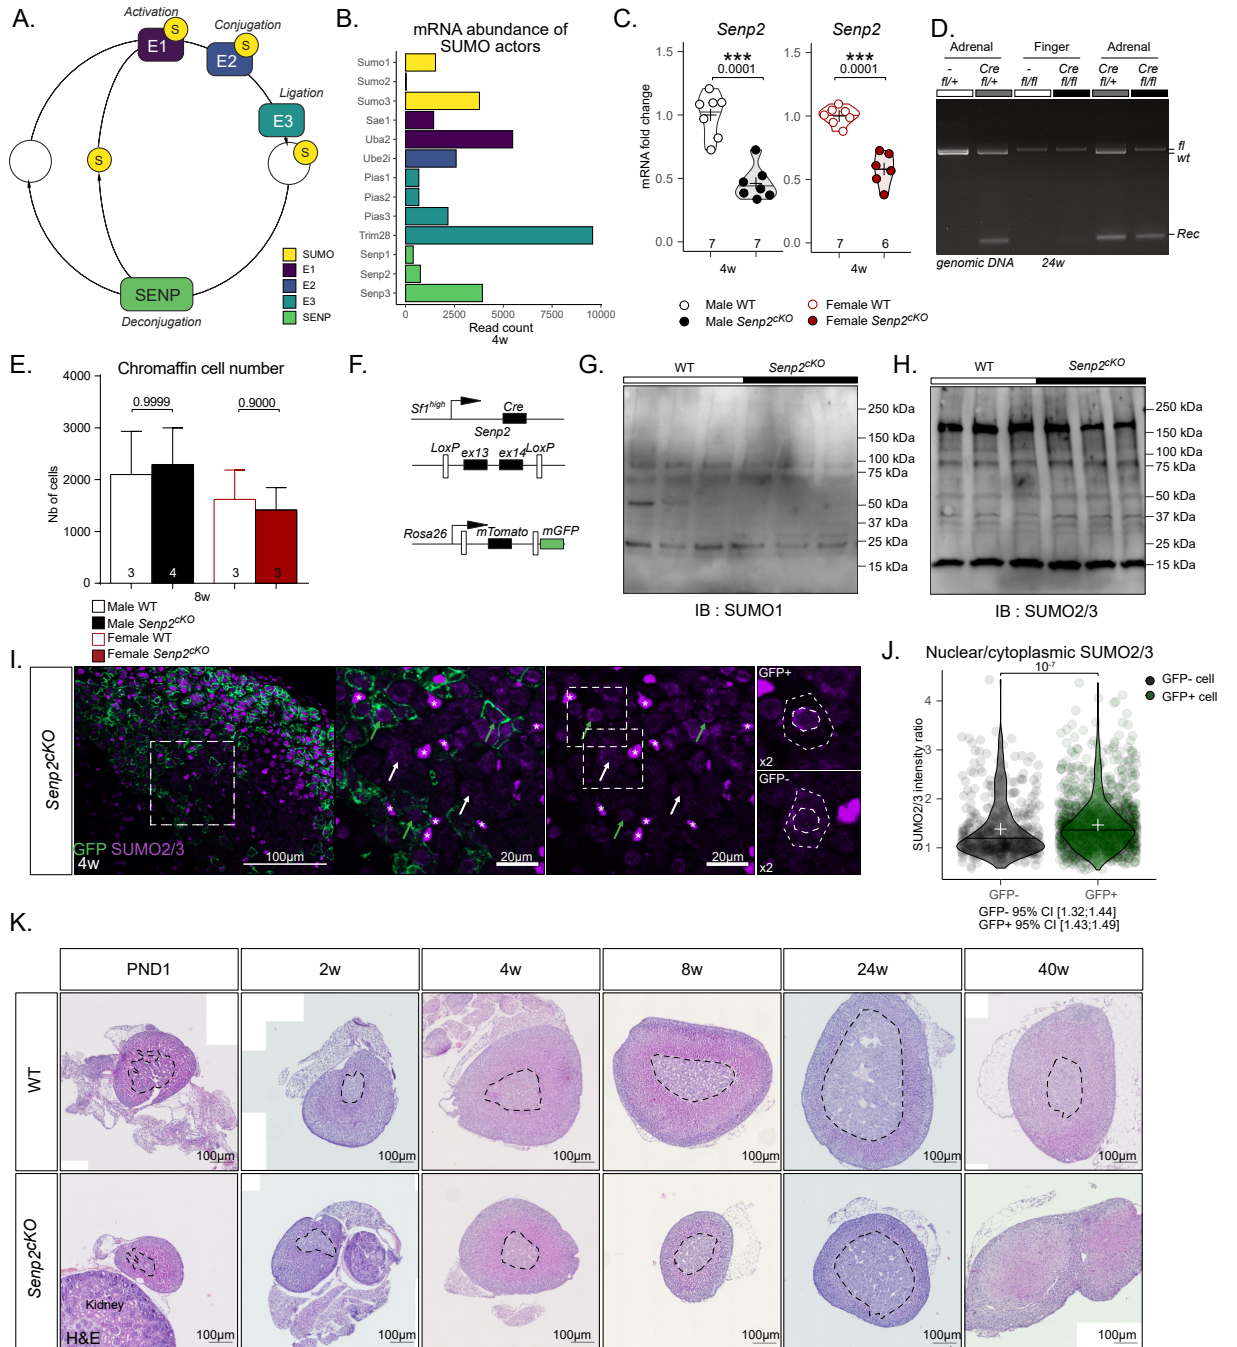 A.
Activation
E1
S
Conjugation
E2
S
Ligation
E3
S
S
SENP
Deconjugation
SUMO
E1
E2
E3
SENP
B.
mRNA abundance of
SUMO actors
Sumo1
Sumo2
Sumo3
Sae1
Uba2
Ube2i
Pias1
Pias2
Pias3
Trim28
Senp1
Senp2
Senp3
0 2500 5000 7500 10000
Read count
4w
C.
Senp2 Senp2
mRNA fold change
1.5
1.0
0.5
0.0
***
0.0001
7 7
4w
1.5
1.0
0.5
0.0
***
0.0001
7 6
4w
Male WT Female WT
Male Senp2cKO Female Senp2cKO
D.
Adrenal Finger Adrenal
- Cre - Cre Cre Cre
fl/+ fl/+ fl/fl fl/fl fl/+ fl/fl
fl
wt
Rec
genomic DNA 24w
E.
Chromaffin cell number
Nb of cells
4000
3000
2000
1000
0
0.9999 0.9000
3 4 3 3
8w
Male WT
Male Senp2cKO
Female WT
Female Senp2cKO
F.
Sf1high Cre
Senp2
LoxP ex13 ex14 LoxP
Rosa26 mTomato mGFP
G.
WT Senp2cKO
250 kDa
150 kDa
100 kDa
75 kDa
50 kDa
37 kDa
25 kDa
15 kDa
IB : SUMO1
H.
WT Senp2cKO
250 kDa
150 kDa
100 kDa
75 kDa
50 kDa
37 kDa
25 kDa
15 kDa
IB : SUMO2/3
I.
Senp2cKO
GFP SUMO2/3
4w
100µm
20µm
20µm
GFP+
x2
GFP-
x2
J.
Nuclear/cytoplasmic SUMO2/3
10-7
GFP- cell
GFP+ cell
SUMO2/3 intensity ratio
4
3
2
1
GFP- GFP+
GFP- 95% CI [1.32;1.44]
GFP+ 95% CI [1.43;1.49]
K.
PND1 2w 4w 8w 24w 40w
WT
100µm 100µm 100µm 100µm 100µm 100µm
Senp2cKO
Kidney
H&E
100µm 100µm 100µm 100µm 100µm 100µm